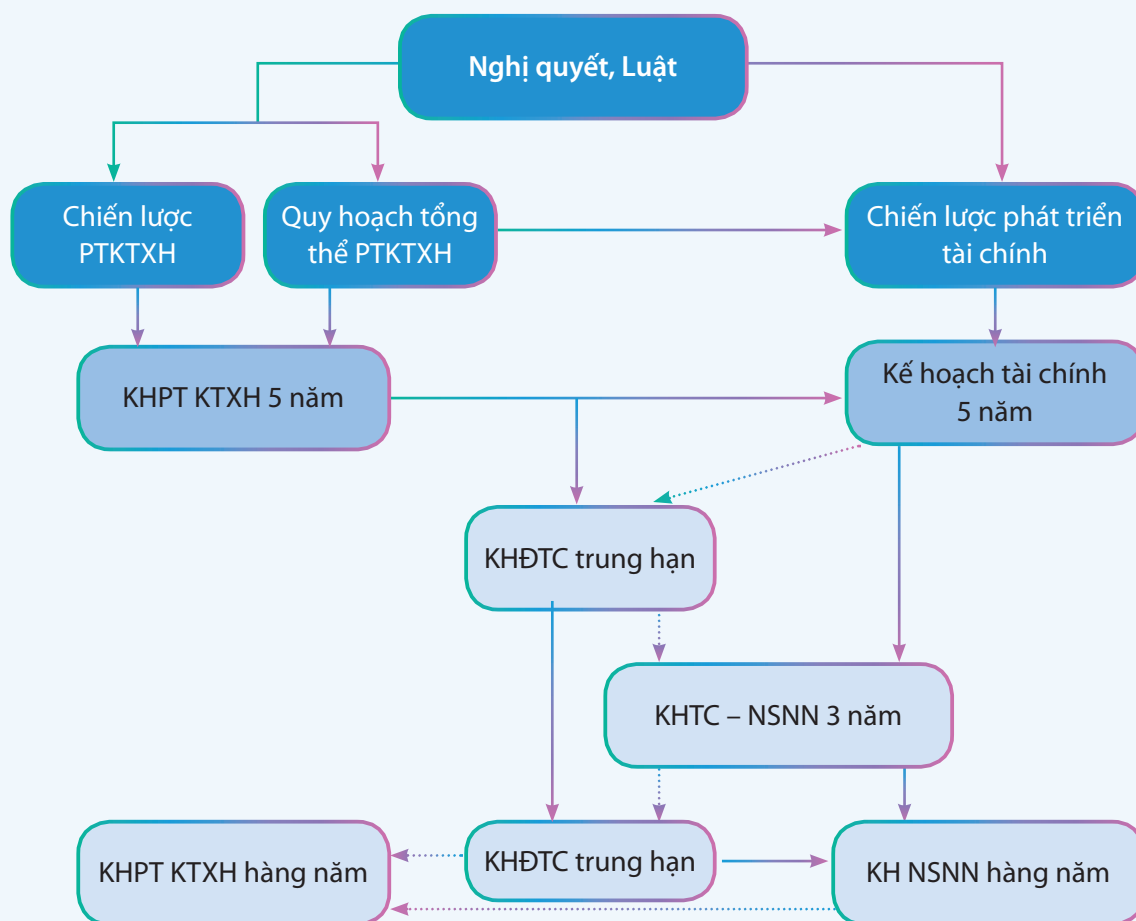 Nghị quyết, Luật
Chiến lược
PTKTXH
Quy hoạch tổng
thể PTKTXH
Chiến lược phát triển
tài chính
KHPT KTXH 5 năm
Kế hoạch tài chính
5 năm
KHĐTC trung hạn
KHTC – NSNN 3 năm
KHPT KTXH hàng năm
KHĐTC trung hạn
KH NSNN hàng năm